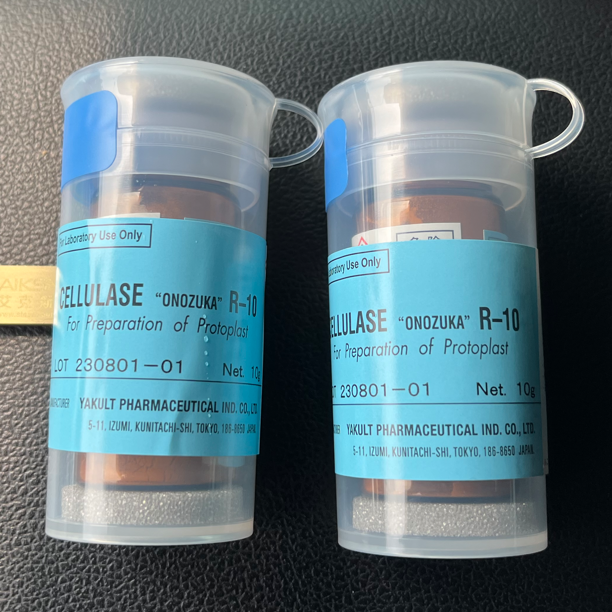 For Laboratory Use Only
CELLULASE "ONOZUKA" R-10
For Preparation of Protoplast
LOT 230801-01 Net. 10g
YAKULT PHARMACEUTICAL IND. CO., LTD.
5-11, IZUMI, KUNITACHI-SHI, TOKYO, 186-8650 JAPAN.
危険
Laboratory Use Only
CELLULASE "ONOZUKA" R-10
For Preparation of Protoplast
LOT 230801-01 Net. 10g
YAKULT PHARMACEUTICAL IND. CO., LTD.
5-11, IZUMI, KUNITACHI-SHI, TOKYO, 186-8650 JAPAN.